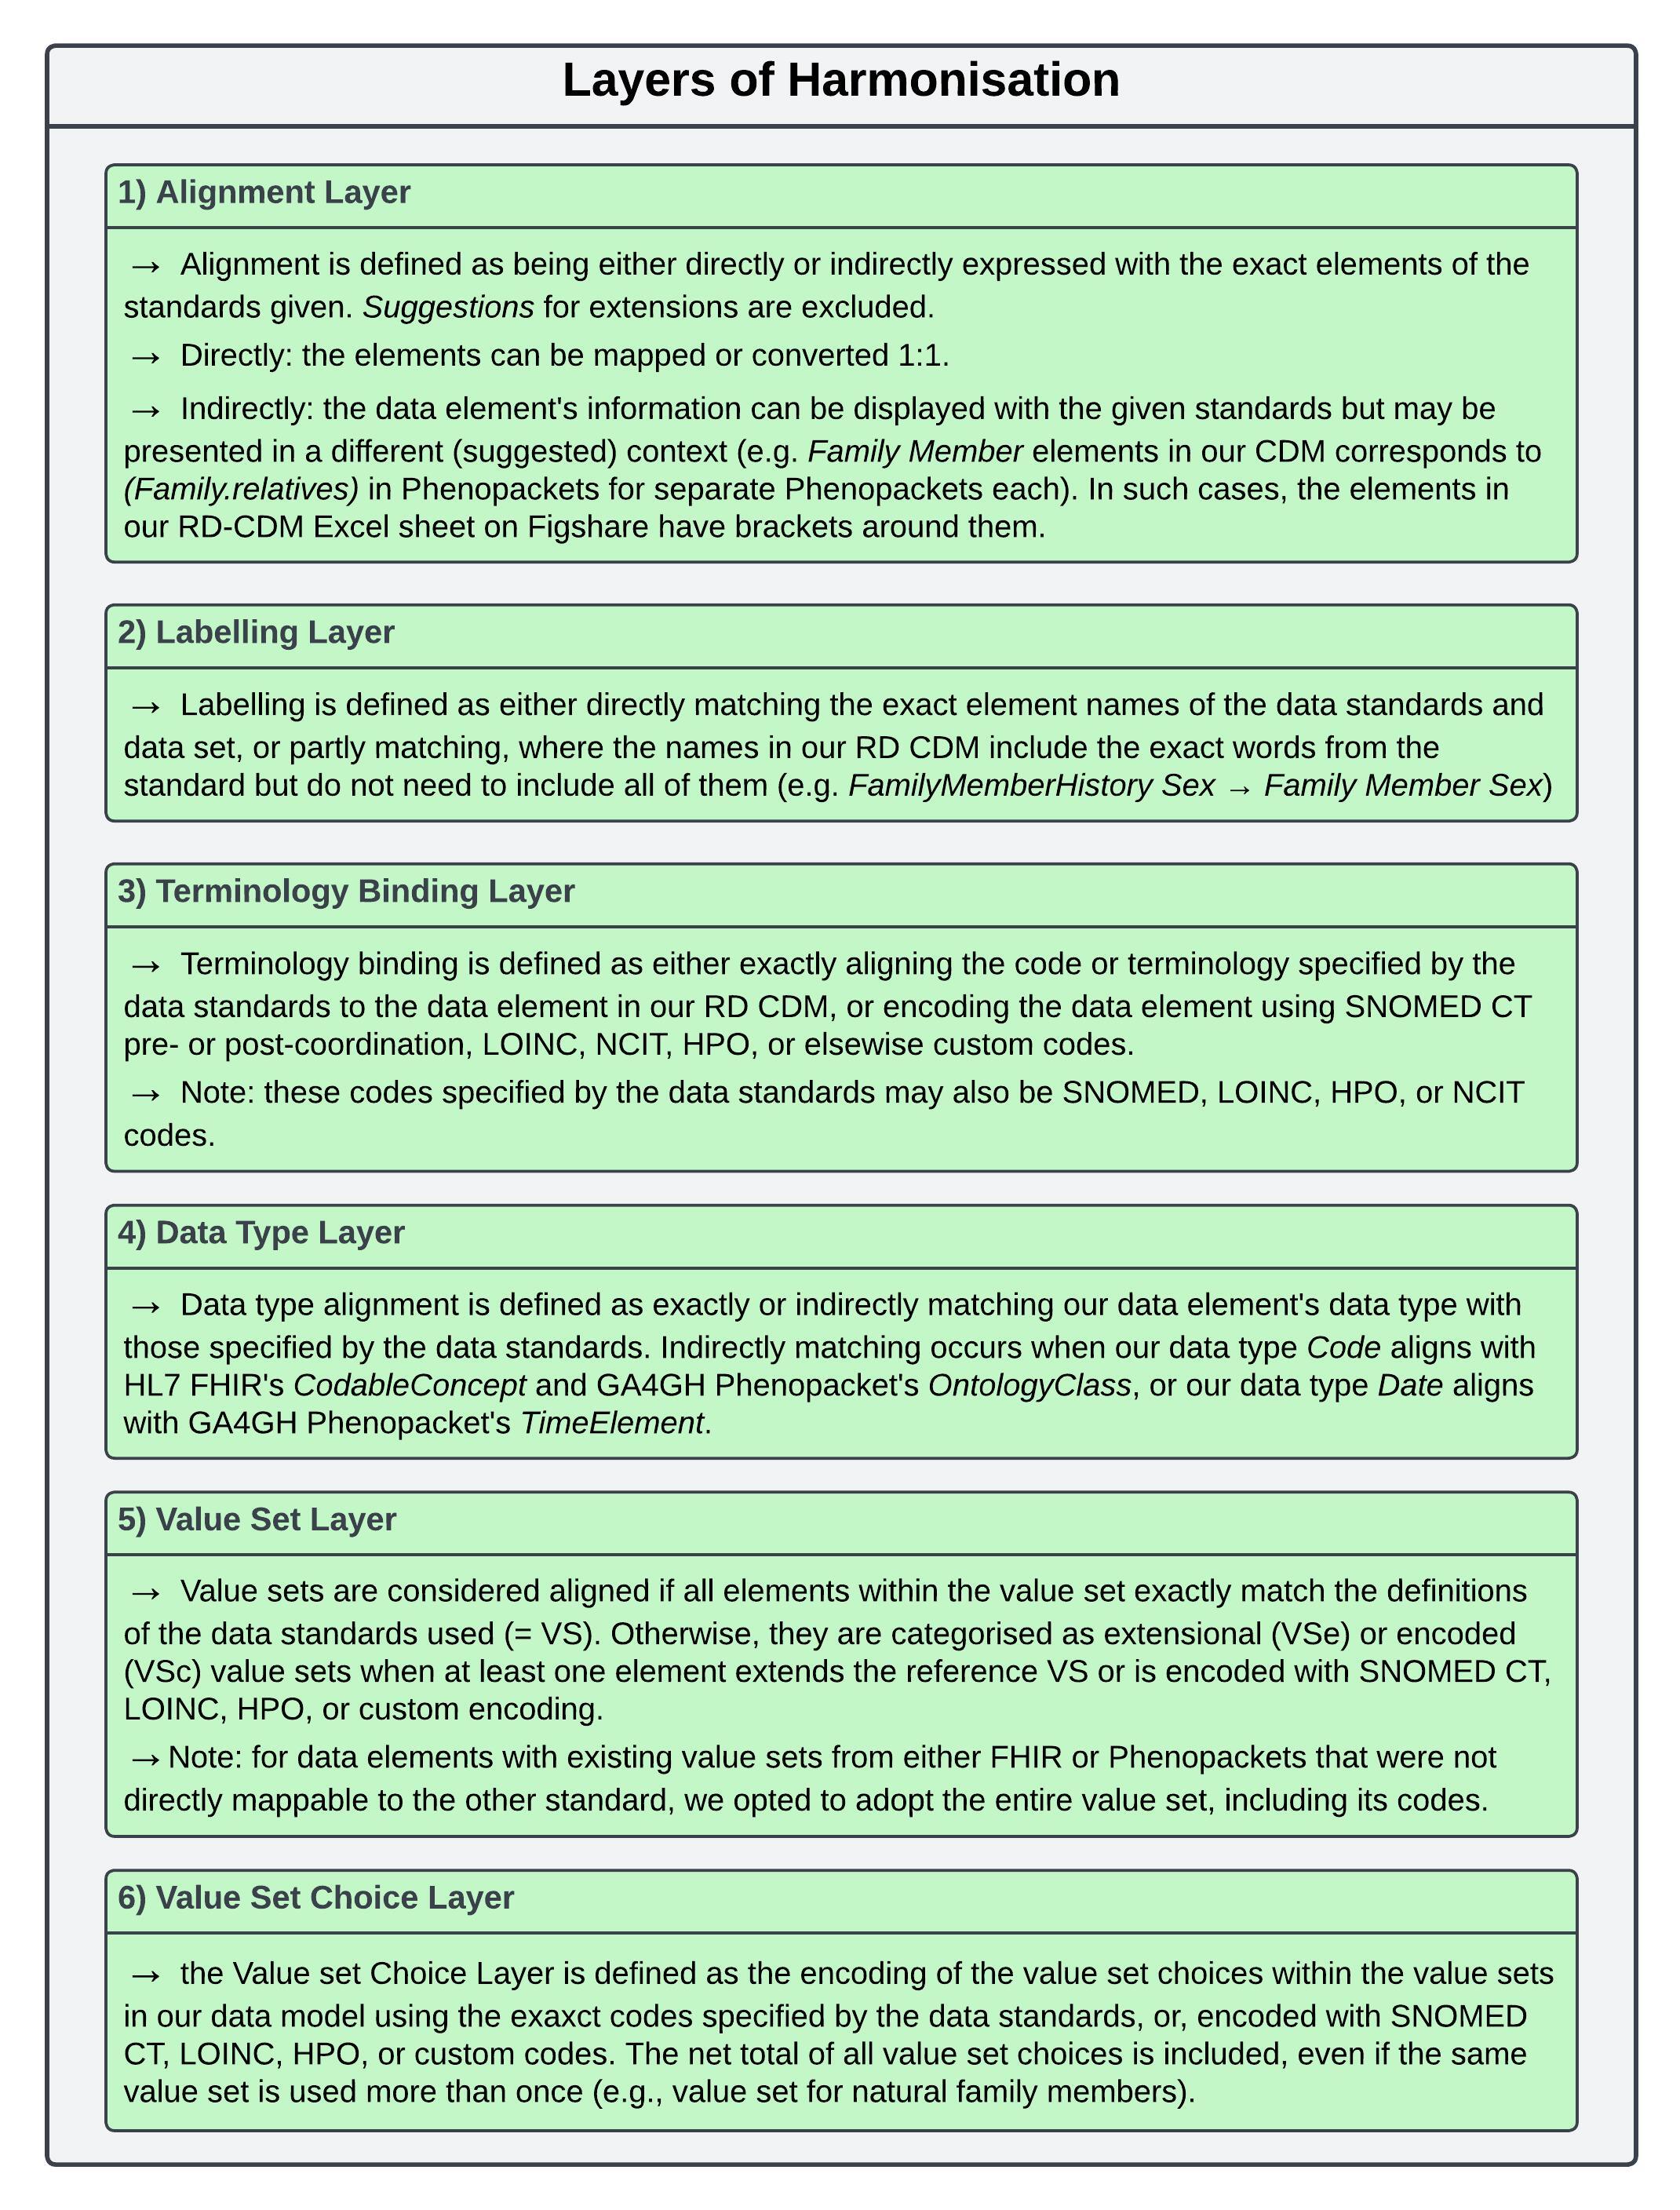 Layers of Harmonisation
1) Alignment Layer
→ Alignment is defined as being either directly or indirectly expressed with the exact elements of the
standards given. Suggestions for extensions are excluded.
→ Directly: the elements can be mapped or converted 1:1.
→ Indirectly: the data element's information can be displayed with the given standards but may be
presented in a different (suggested) context (e.g. Family Member elements in our CDM corresponds to
(Family.relatives) in Phenopackets for separate Phenopackets each). In such cases, the elements in
our RD-CDM Excel sheet on Figshare have brackets around them.
2) Labelling Layer
→ Labelling is defined as either directly matching the exact element names of the data standards and
data set, or partly matching, where the names in our RD CDM include the exact words from the
standard but do not need to include all of them (e.g. FamilyMemberHistory Sex → Family Member Sex)
3) Terminology Binding Layer
→ Terminology binding is defined as either exactly aligning the code or terminology specified by the
data standards to the data element in our RD CDM, or encoding the data element using SNOMED CT
pre- or post-coordination, LOINC, NCIT, HPO, or elsewise custom codes.
→ Note: these codes specified by the data standards may also be SNOMED, LOINC, HPO, or NCIT
codes.
4) Data Type Layer
→ Data type alignment is defined as exactly or indirectly matching our data element's data type with
those specified by the data standards. Indirectly matching occurs when our data type Code aligns with
HL7 FHIR's CodableConcept and GA4GH Phenopacket's OntologyClass, or our data type Date aligns
with GA4GH Phenopacket's TimeElement.
5) Value Set Layer
→ Value sets are considered aligned if all elements within the value set exactly match the definitions
of the data standards used (= VS). Otherwise, they are categorised as extensional (VSe) or encoded
(VSc) value sets when at least one element extends the reference VS or is encoded with SNOMED CT,
LOINC, HPO, or custom encoding.
→ Note: for data elements with existing value sets from either FHIR or Phenopackets that were not
directly mappable to the other standard, we opted to adopt the entire value set, including its codes.
6) Value Set Choice Layer
→ the Value set Choice Layer is defined as the encoding of the value set choices within the value sets
in our data model using the exaxct codes specified by the data standards, or, encoded with SNOMED
CT, LOINC, HPO, or custom codes. The net total of all value set choices is included, even if the same
value set is used more than once (e.g., value set for natural family members).